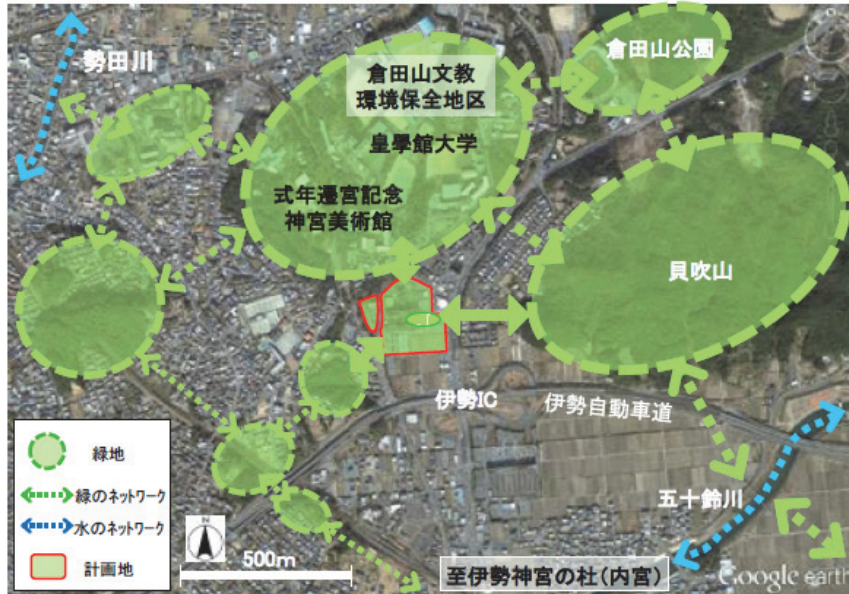 勢田川
倉田山文教
環境保全地区
倉田山公園
皇學館大学
式年遷宮記念
神宮美術館
貝吹山
伊勢IC
伊勢自動車道
五十鈴川
至伊勢神宮の杜(内宮)
緑地
緑のネットワーク
水のネットワーク
計画地
N
500m
Google earth